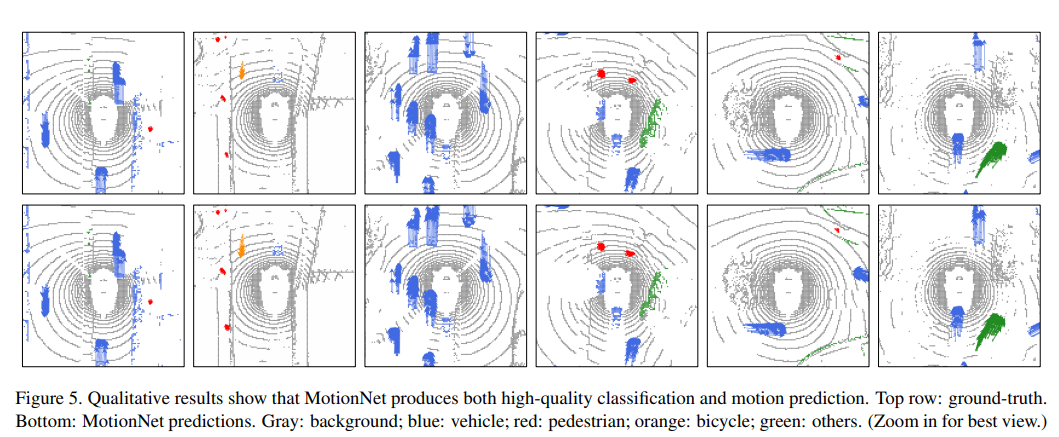 Figure 5. Qualitative results show that MotionNet produces both high-quality classification and motion prediction. Top row: ground-truth.
Bottom: MotionNet predictions. Gray: background; blue: vehicle; red: pedestrian; orange: bicycle; green: others. (Zoom in for best view.)